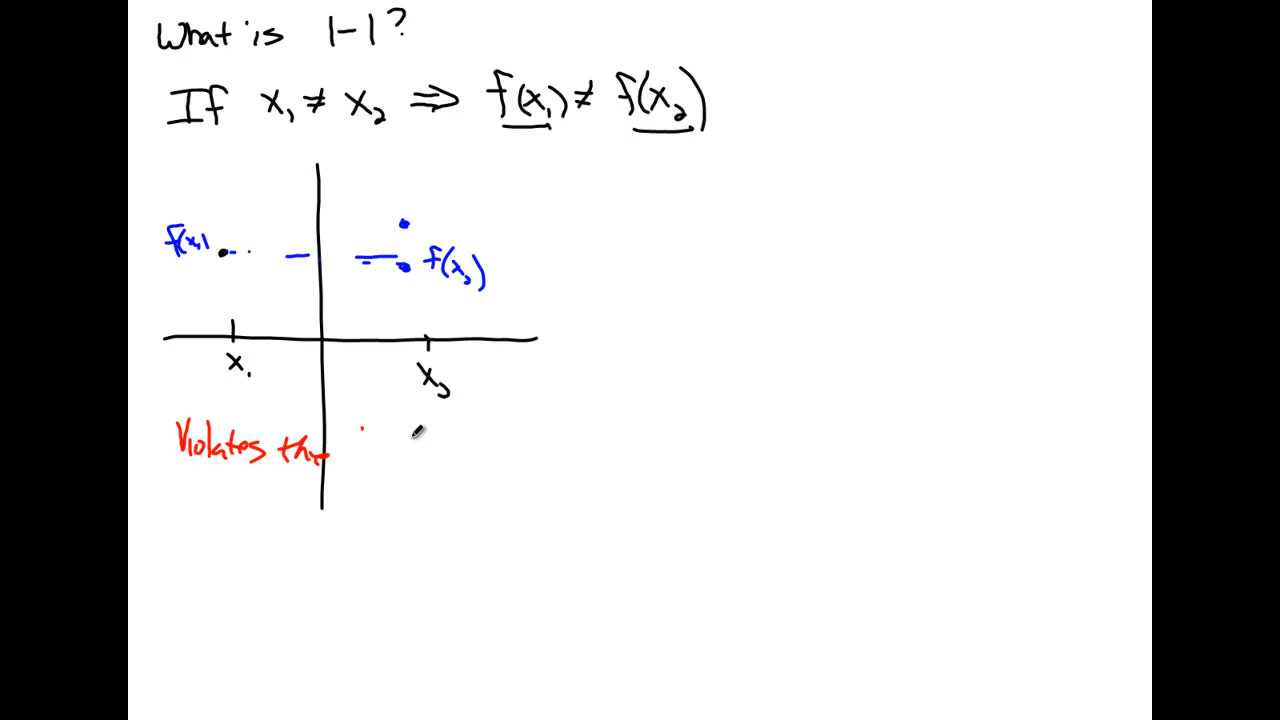 What is 1-1?
If x₁ ≠ x₂ ⇒ f(x₁) ≠ f(x₂)
f(x₁)
f(x₂)
x₁
x₂
Violates the